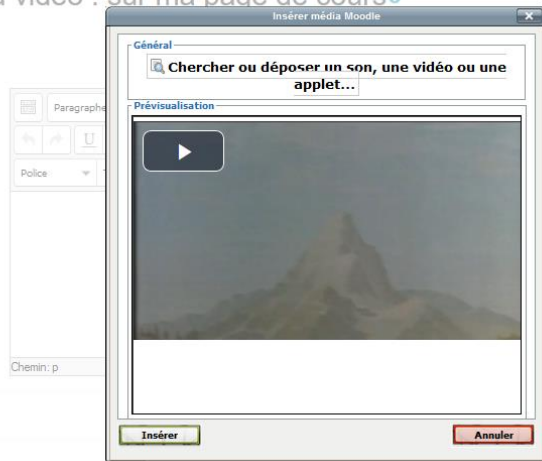 vidéo : sur ma page de cours
Insérer média Moodle
Général
Chercher ou déposer un son, une vidéo ou une
applet...
Prévisualisation
Paragraphe
U
Police
Chemin: p
Insérer
Annuler